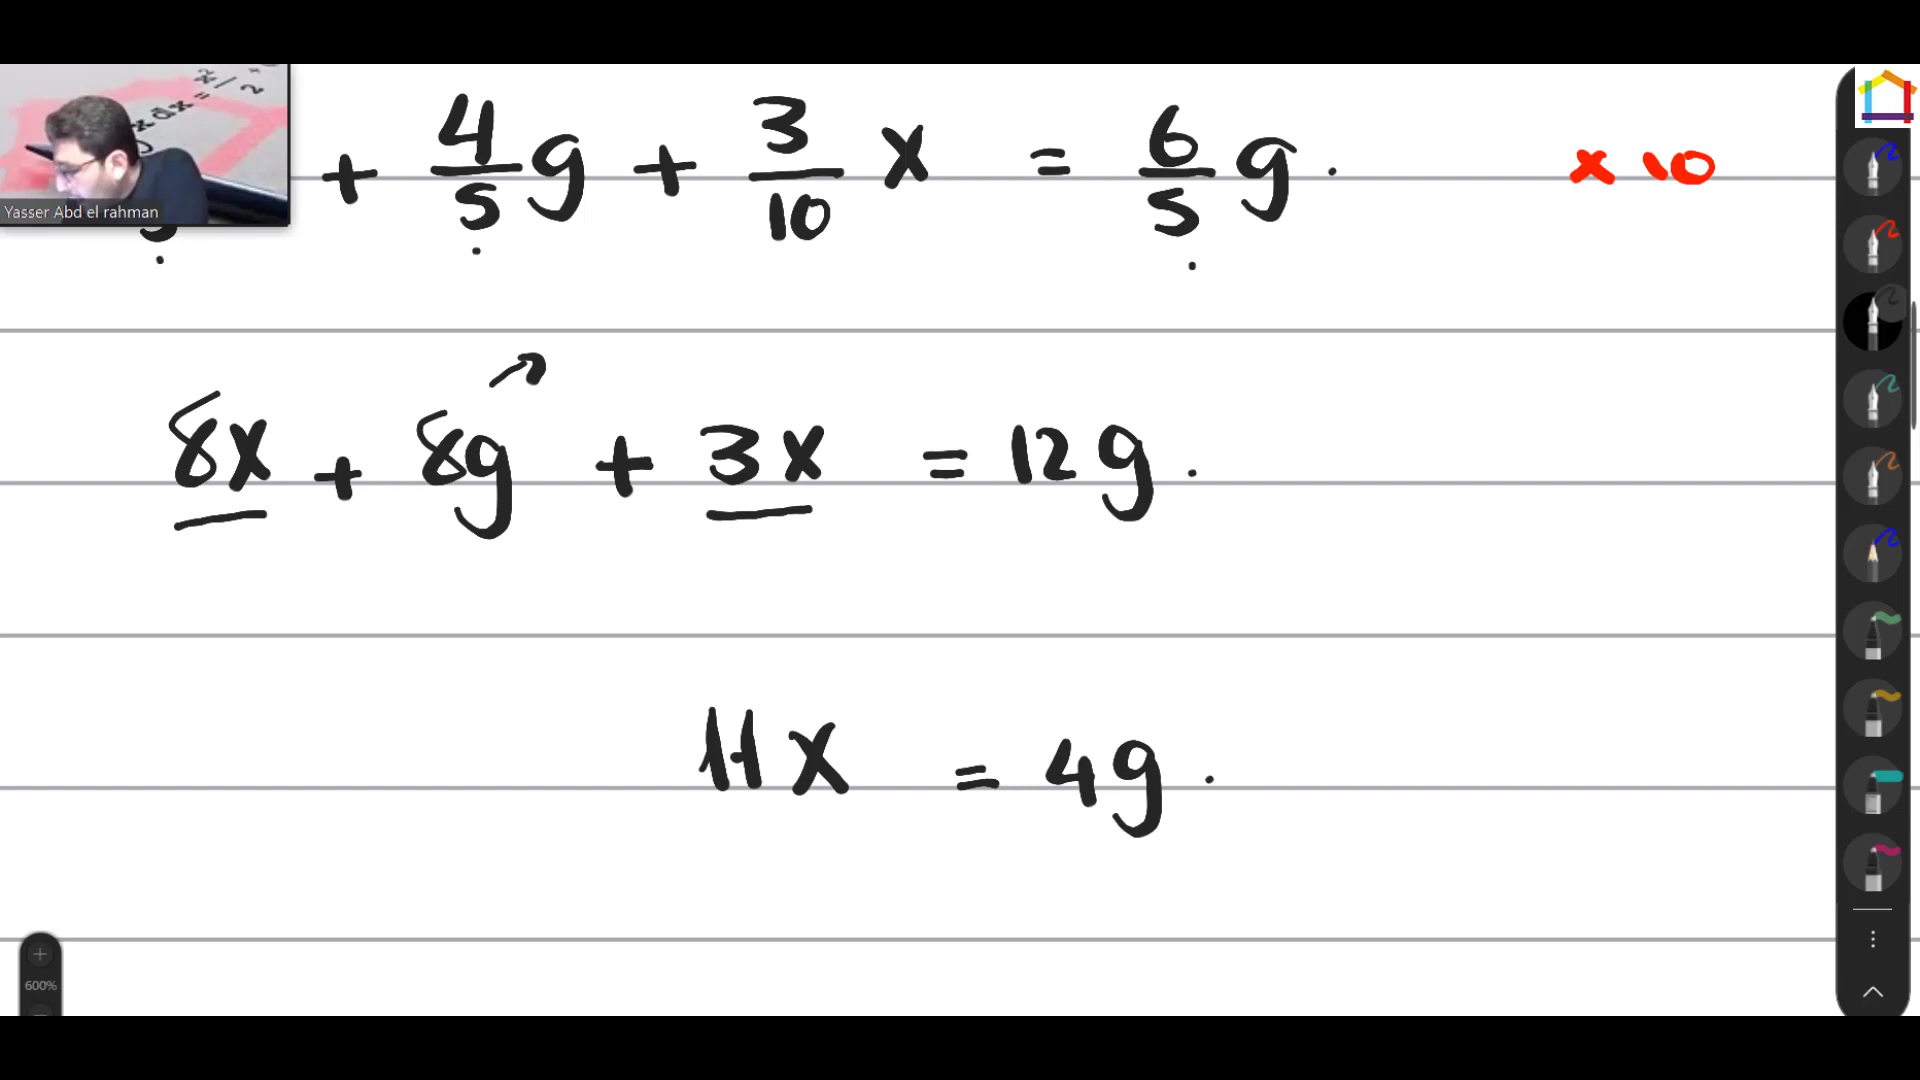 + 4/5 g + 3/10 x = 6/5 g . × 10
Yasser Abd el rahman
8x + 8g + 3x = 12g .
11x = 4g .
600%